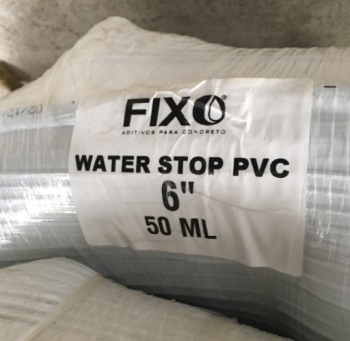 FIXO
ADITIVOS PARA CONCRETO
WATER STOP PVC
6"
50 ML